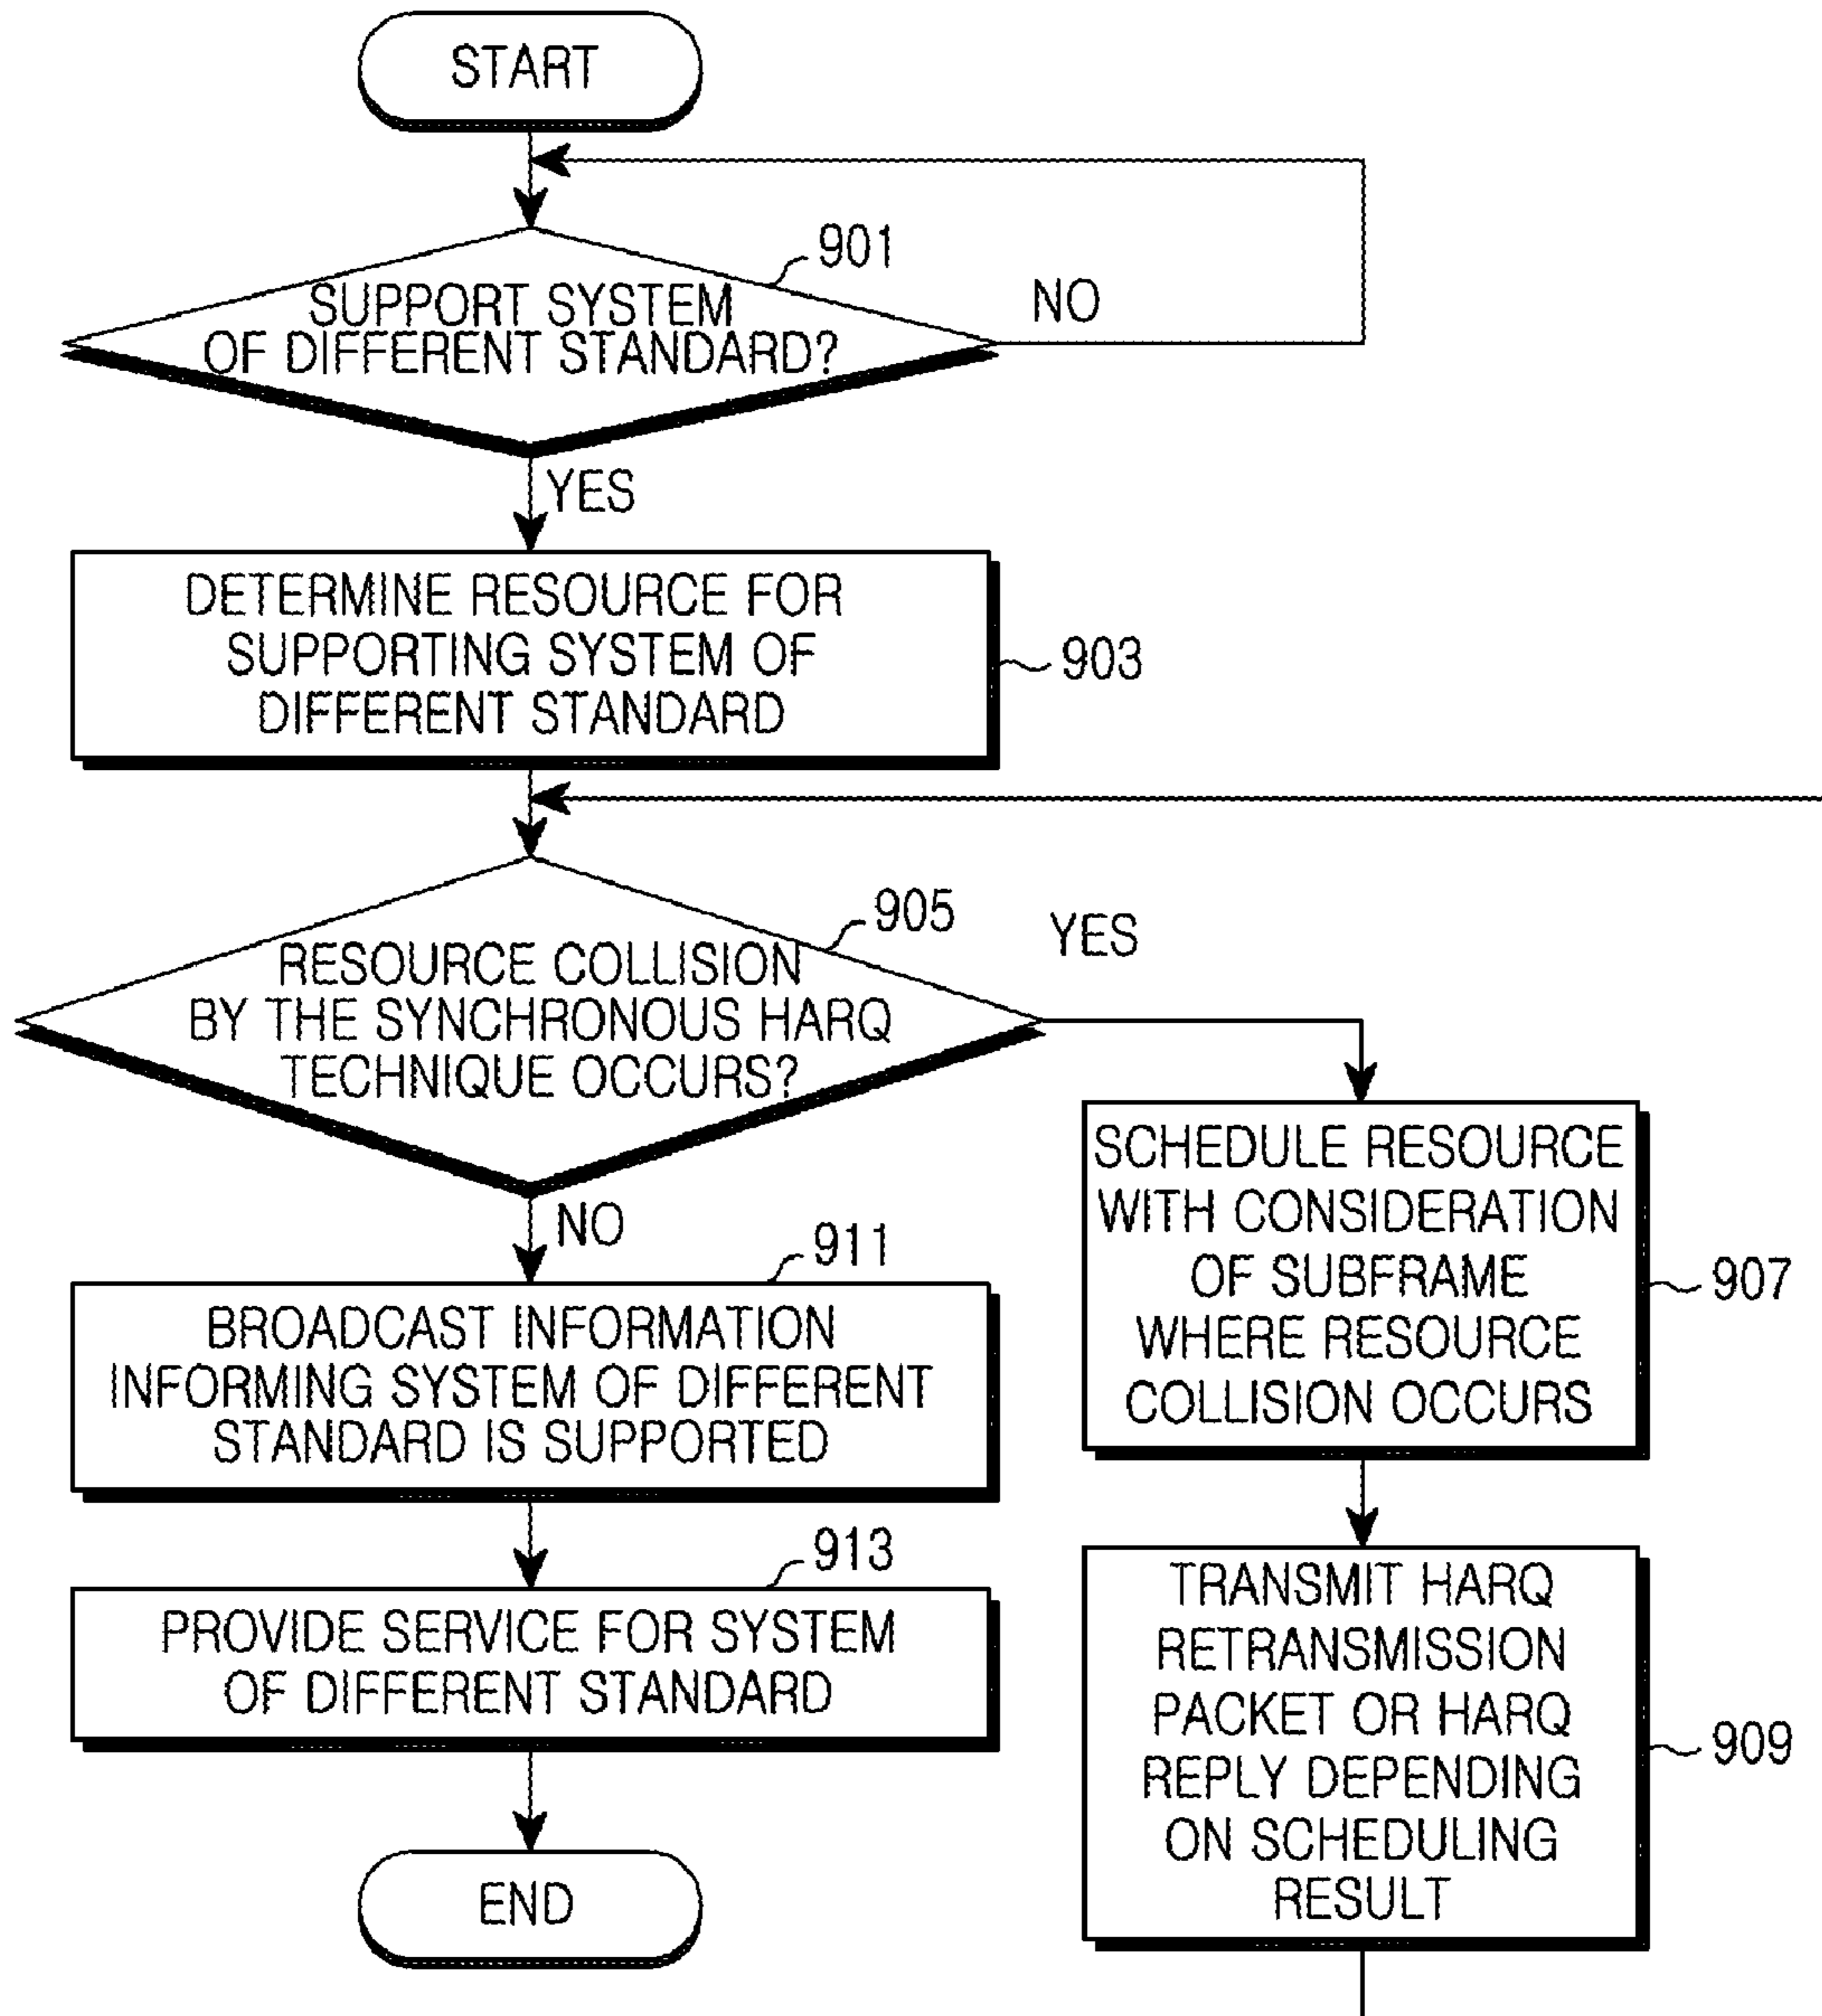 START
901
SUPPORT SYSTEM
OF DIFFERENT STANDARD?
NO
YES
DETERMINE RESOURCE FOR
SUPPORTING SYSTEM OF
DIFFERENT STANDARD
903
905
RESOURCE COLLISION
BY THE SYNCHRONOUS HARQ
TECHNIQUE OCCURS?
YES
NO
SCHEDULE RESOURCE
WITH CONSIDERATION
OF SUBFRAME
WHERE RESOURCE
COLLISION OCCURS
907
911
BROADCAST INFORMATION
INFORMING SYSTEM OF DIFFERENT
STANDARD IS SUPPORTED
TRANSMIT HARQ
RETRANSMISSION
PACKET OR HARQ
REPLY DEPENDING
ON SCHEDULING
RESULT
909
913
PROVIDE SERVICE FOR SYSTEM
OF DIFFERENT STANDARD
END